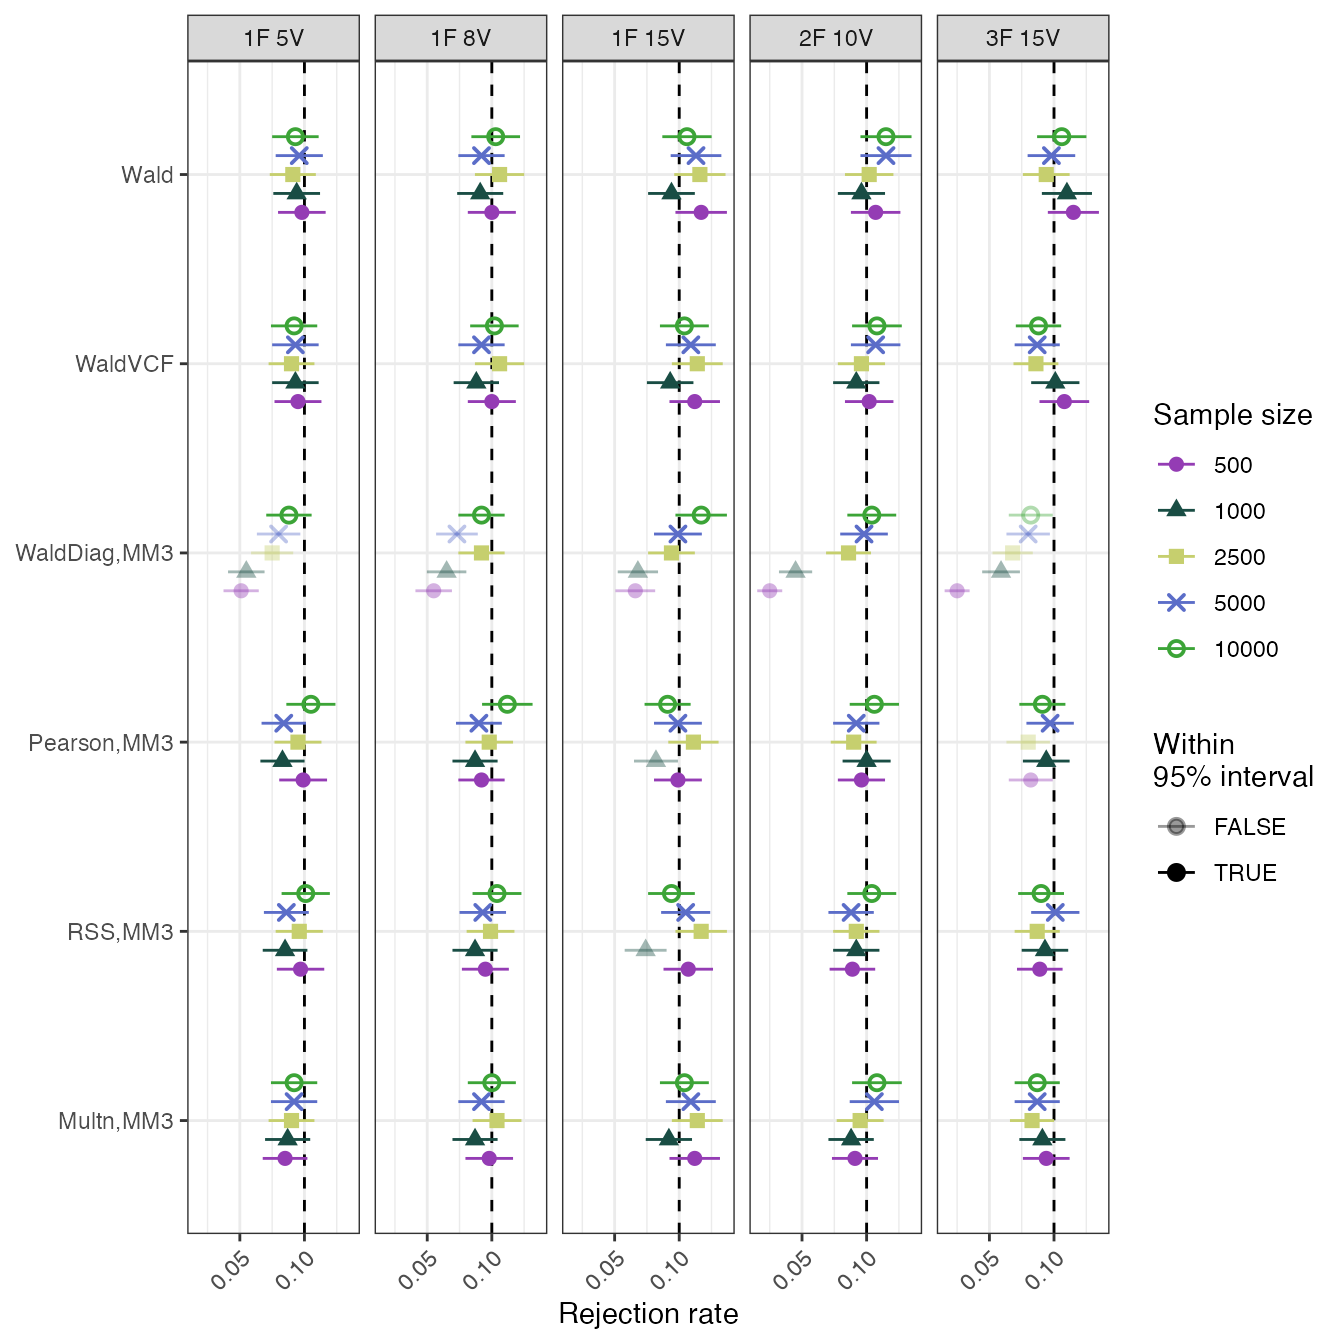 1F 5V
1F 8V
1F 15V
2F 10V
3F 15V
Wald
WaldVCF
WaldDiag,MM3
Pearson,MM3
RSS,MM3
Multn,MM3
0.05
0.10
0.05
0.10
0.05
0.10
0.05
0.10
0.05
0.10
Rejection rate
Sample size
500
1000
2500
5000
10000
Within
95% interval
FALSE
TRUE